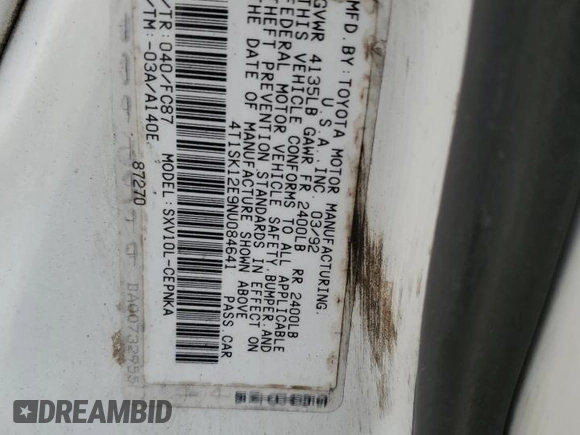 MFD. BY: TOYOTA MOTOR MANUFACTURING.
U.S.A., INC. 03/92
GVWR 4135LB GAWR FR 2400LB RR 2400LB
THIS VEHICLE CONFORMS TO ALL APPLICABLE
FEDERAL MOTOR VEHICLE SAFETY,BUMPER,AND
THEFT PREVENTION STANDARDS IN EFFECT ON
THE DATE OF MANUFACTURE SHOWN ABOVE
4T1SK12E9NU084641 PASS CAR
/TR: 040/FC87 MODEL: SXV10L-CEPNKA
/TM:-03A/A140E
87270
DREAMBID